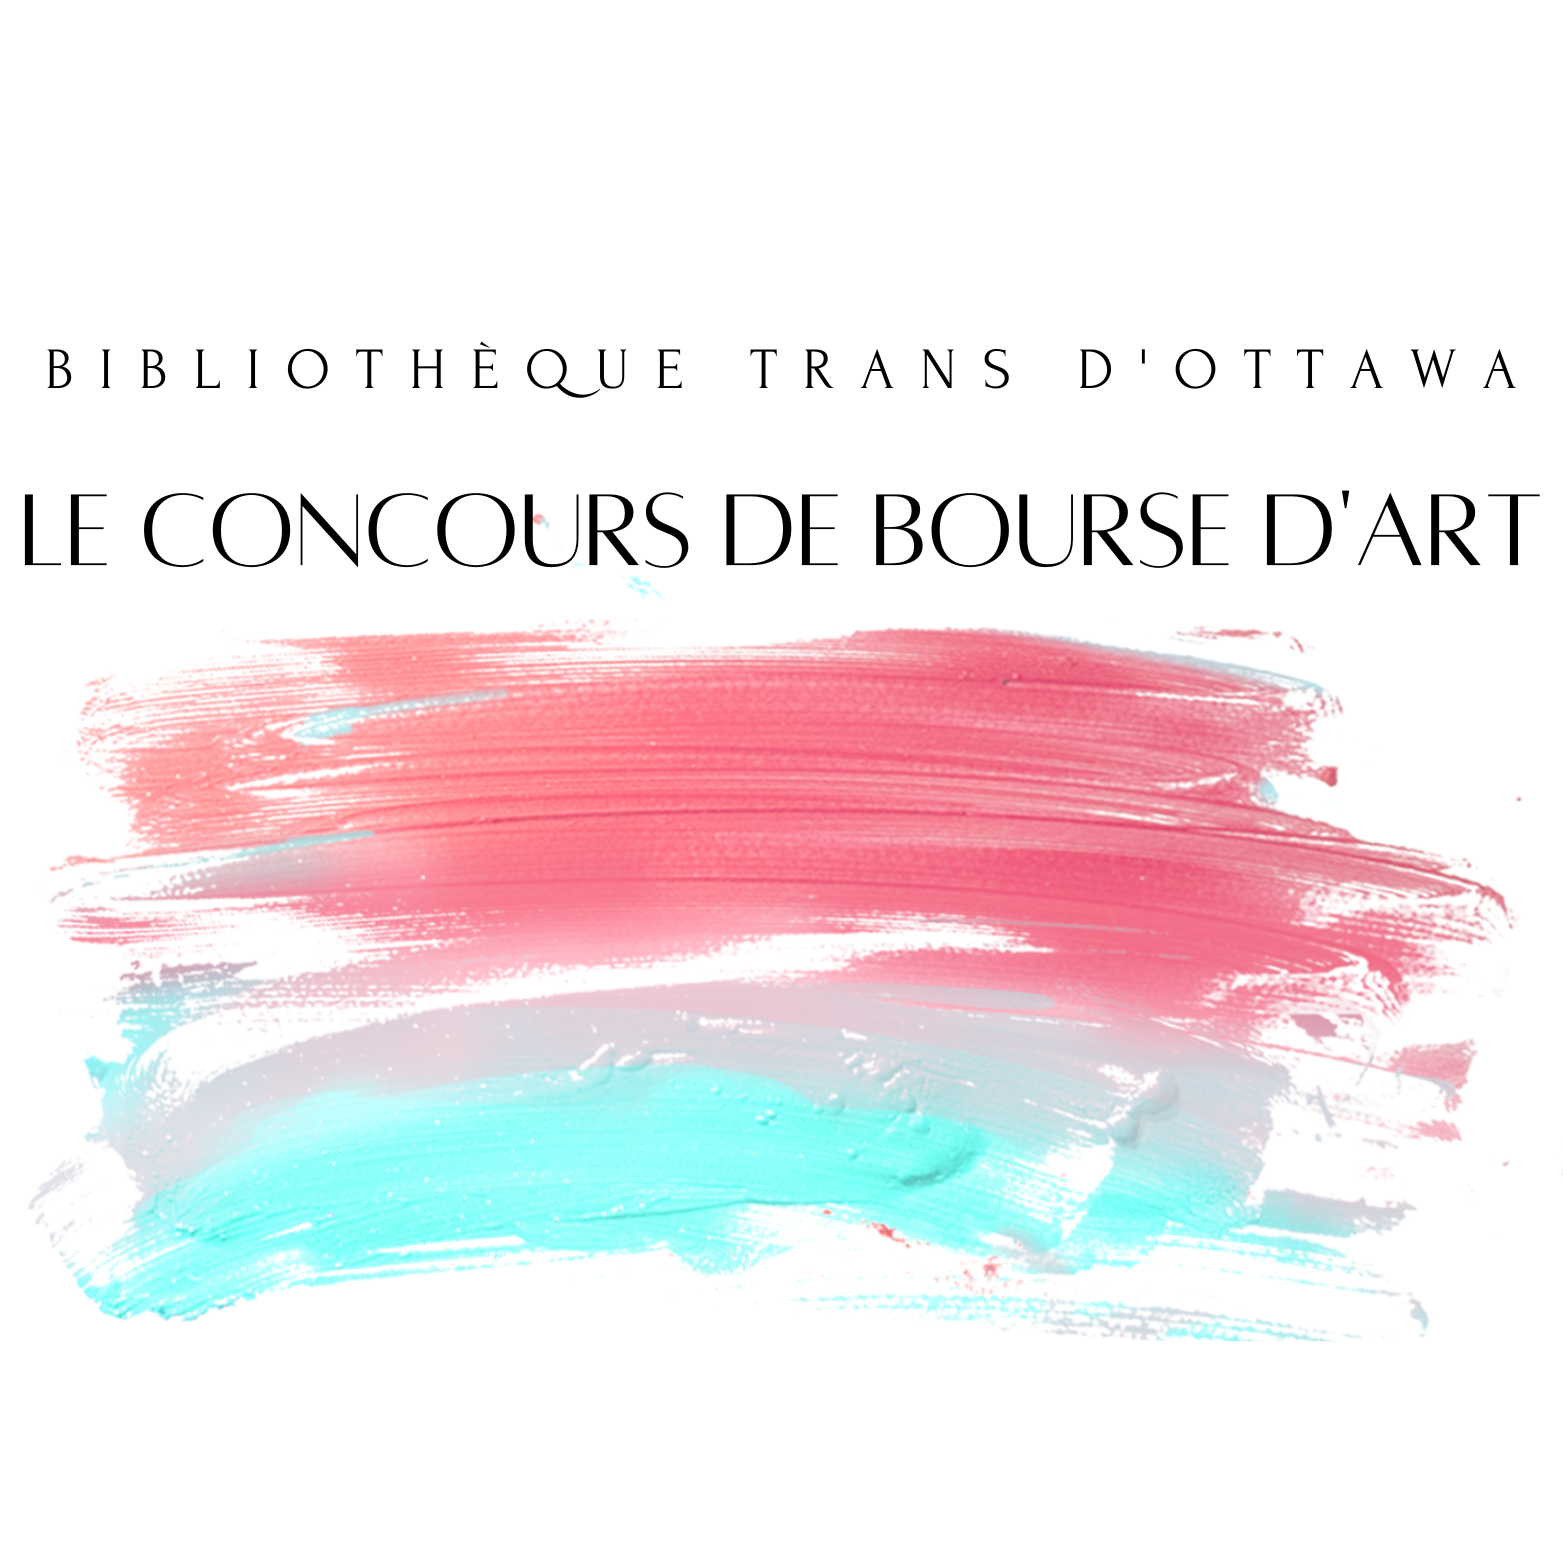 BIBLIOTHÈQUE TRANS D'OTTAWA
LE CONCOURS DE BOURSE D'ART